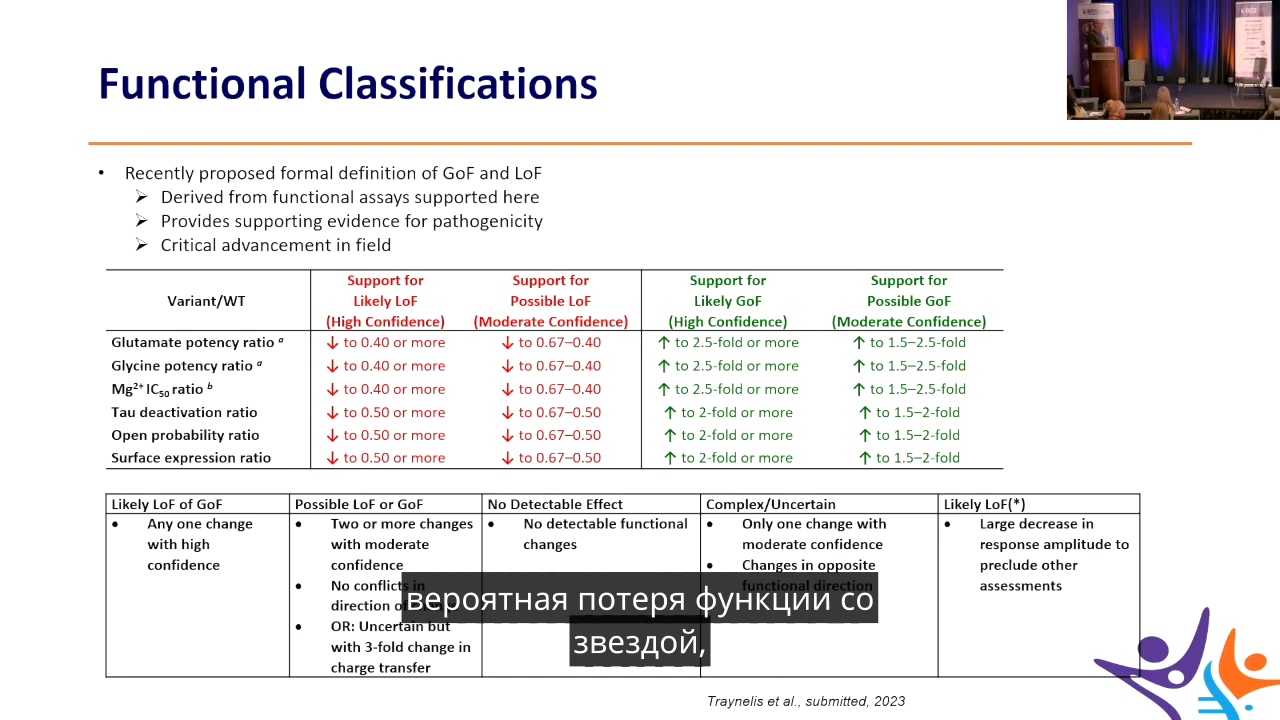 Functional Classifications
• Recently proposed formal definition of GoF and LoF
➢ Derived from functional assays supported here
➢ Provides supporting evidence for pathogenicity
➢ Critical advancement in field
Variant/WT Support for Likely LoF (High Confidence) Support for Possible LoF (Moderate Confidence) Support for Likely GoF (High Confidence) Support for Possible GoF (Moderate Confidence)
Glutamate potency ratio a ↓ to 0.40 or more ↓ to 0.67–0.40 ↑ to 2.5-fold or more ↑ to 1.5–2.5-fold
Glycine potency ratio a ↓ to 0.40 or more ↓ to 0.67–0.40 ↑ to 2.5-fold or more ↑ to 1.5–2.5-fold
Mg2+ IC50 ratio b ↓ to 0.40 or more ↓ to 0.67–0.40 ↑ to 2.5-fold or more ↑ to 1.5–2.5-fold
Tau deactivation ratio ↓ to 0.50 or more ↓ to 0.67–0.50 ↑ to 2-fold or more ↑ to 1.5–2-fold
Open probability ratio ↓ to 0.50 or more ↓ to 0.67–0.50 ↑ to 2-fold or more ↑ to 1.5–2-fold
Surface expression ratio ↓ to 0.50 or more ↓ to 0.67–0.50 ↑ to 2-fold or more ↑ to 1.5–2-fold
Likely LoF of GoF
• Any one change
with high
confidence
Possible LoF or GoF
• Two or more changes
with moderate
confidence
• No conflicts in
direction of
• OR: Uncertain but
with 3-fold change in
charge transfer
No Detectable Effect
• No detectable functional
changes
Complex/Uncertain
• Only one change with
moderate confidence
• Changes in opposite
functional direction
Likely LoF(*)
• Large decrease in
response amplitude to
preclude other
assessments
вероятная потеря функции со
звездой,
Traynelis et al., submitted, 2023